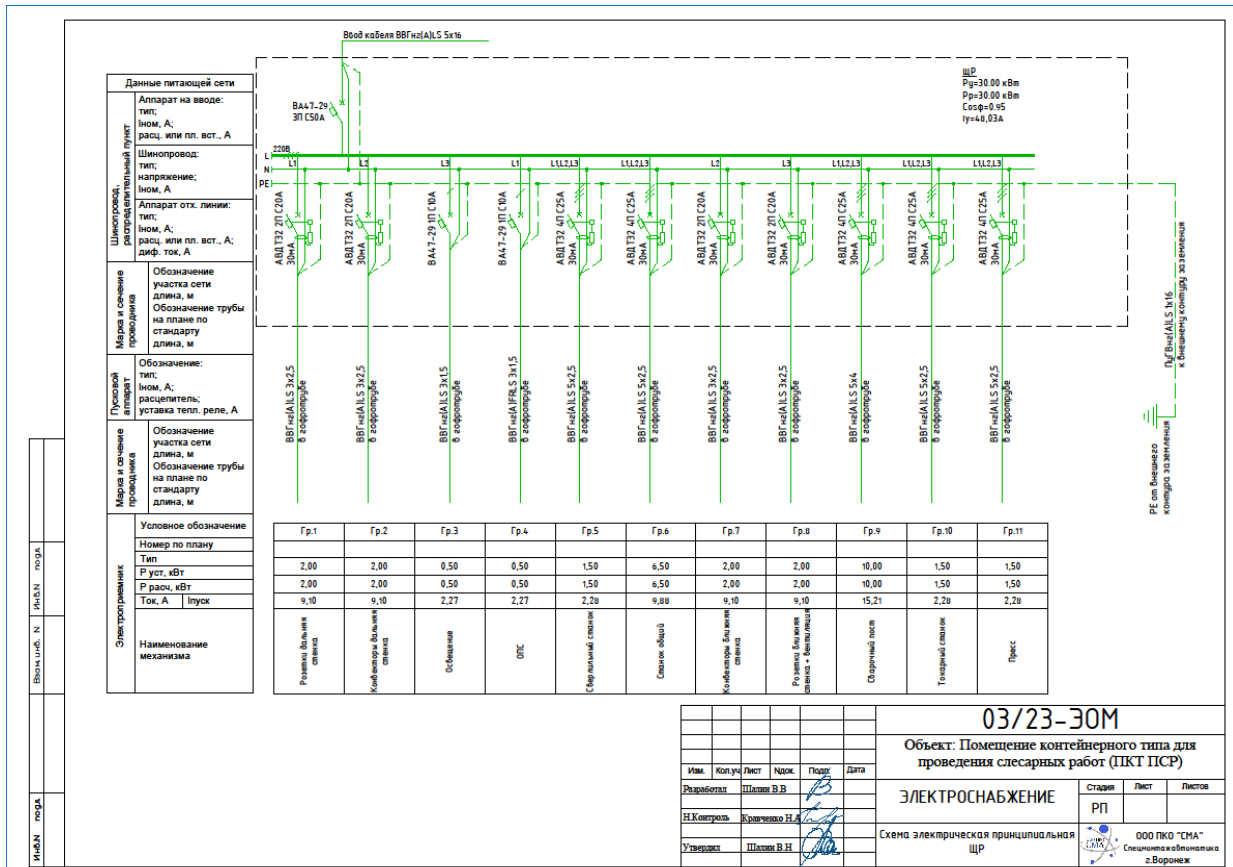 Ввод кабеля ВВГнг(А)LS 5х16
ЩР
Ру=30.00 кВт
Рр=30.00 кВт
Cosφ=0.95
Iу=48,03А
ВА47-29
3П С50А
Данные питающей сети
Шинопровод,
распределительный пункт
Аппарат на вводе:
тип;
Iном, А;
расц. или пл. вст., А
Шинопровод:
тип;
напряжение;
Iном, А
Аппарат отх. линии:
тип;
Iном, А;
расц. или пл. вст., А;
диф. ток, А
Марка и сечение
проводника
Обозначение
участка сети
длина, м
Обозначение трубы
на плане по
стандарту
длина, м
Пусковой
аппарат
Обозначение:
тип;
Iном, А;
расцепитель;
уставка тепл. реле, А
Марка и сечение
проводника
Обозначение
участка сети
длина, м
Обозначение трубы
на плане по
стандарту
длина, м
Электроприемник
Условное обозначение
Номер по плану
Тип
Р уст, кВт
Р расч, кВт
Ток, А Iпуск
Наименование
механизма
L 220В
N
PE
L1 L2 L3 L1 L1,L2,L3 L1,L2,L3 L2 L3 L1,L2,L3 L1,L2,L3 L1,L2,L3
АВДТ32 2П С20А
30мА
АВДТ32 2П С20А
30мА
ВА47-29 1П С10А
ВА47-29 1П С10А
АВДТ32 4П С25А
30мА
АВДТ32 4П С25А
30мА
АВДТ32 2П С20А
30мА
АВДТ32 2П С20А
30мА
АВДТ32 4П С25А
30мА
АВДТ32 4П С25А
30мА
АВДТ32 4П С25А
30мА
ВВГнг(А)LS 3х2,5
в гофротрубе
ВВГнг(А)LS 3х2,5
в гофротрубе
ВВГнг(А)LS 3х1,5
в гофротрубе
ВВГнг(А)FRLS 3х1,5
в гофротрубе
ВВГнг(А)LS 5х2,5
в гофротрубе
ВВГнг(А)LS 5х2,5
в гофротрубе
ВВГнг(А)LS 3х2,5
в гофротрубе
ВВГнг(А)LS 3х2,5
в гофротрубе
ВВГнг(А)LS 5х4
в гофротрубе
ВВГнг(А)LS 5х2,5
в гофротрубе
ВВГнг(А)LS 5х2,5
в гофротрубе
ПуГВнг(А)LS 1х16
к внешнему контуру заземления
РЕ от внешнего
контура заземления
Гр.1 Гр.2 Гр.3 Гр.4 Гр.5 Гр.6 Гр.7 Гр.8 Гр.9 Гр.10 Гр.11
2,00 2,00 0,50 0,50 1,50 6,50 2,00 2,00 10,00 1,50 1,50
2,00 2,00 0,50 0,50 1,50 6,50 2,00 2,00 10,00 1,50 1,50
9,10 9,10 2,27 2,27 2,28 9,88 9,10 9,10 15,21 2,28 2,28
Розетки дальняя
стенка
Конвекторы дальняя
стенка
Освещение
ОПС
Сверлильный станок
Станок общий
Конвекторы ближняя
стенка
Розетки ближняя
стенка + вентиляция
Сварочный пост
Токарный станок
Пресс
Инв.N подл.
Взам. инв. N
Инв.N подл.
03/23-ЭОМ
Объект: Помещение контейнерного типа для
проведения слесарных работ (ПКТ ПСР)
Изм. Кол.уч Лист Nдок. Подп. Дата
Разработал Шалин В.В
Н.Контроль Кравченко Н.А
Утвердил Шалин В.Н
ЭЛЕКТРОСНАБЖЕНИЕ
Стадия Лист Листов
РП
Схема электрическая принципиальная
ЩР
СМА
ООО ПКО "СМА"
Спецмонтажавтоматика
г.Воронеж